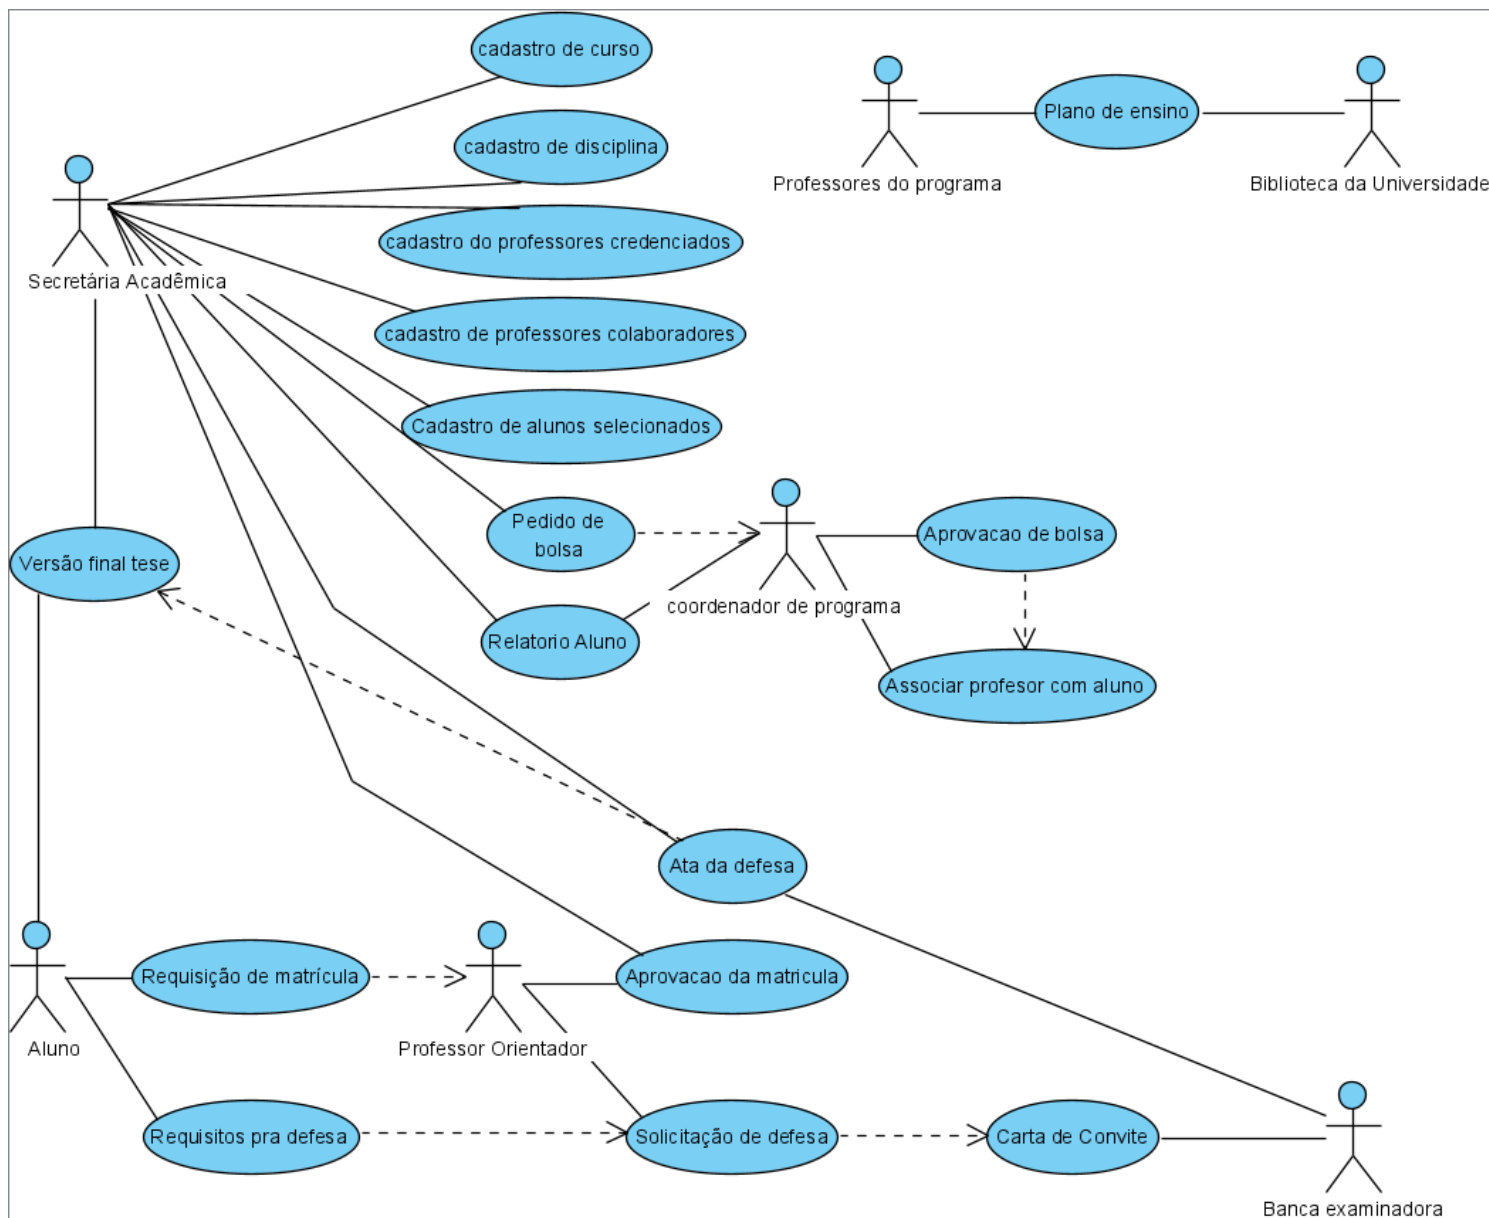 cadastro de curso
Plano de ensino
cadastro de disciplina
Professores do programa
Biblioteca da Universidade
cadastro do professores credenciados
Secretária Acadêmica
cadastro de professores colaboradores
Cadastro de alunos selecionados
Pedido de
bolsa
Aprovacao de bolsa
Versão final tese
coordenador de programa
Relatorio Aluno
Associar profesor com aluno
Ata da defesa
Requisição de matrícula
Aprovacao da matricula
Aluno
Professor Orientador
Requisitos pra defesa
Solicitação de defesa
Carta de Convite
Banca examinadora